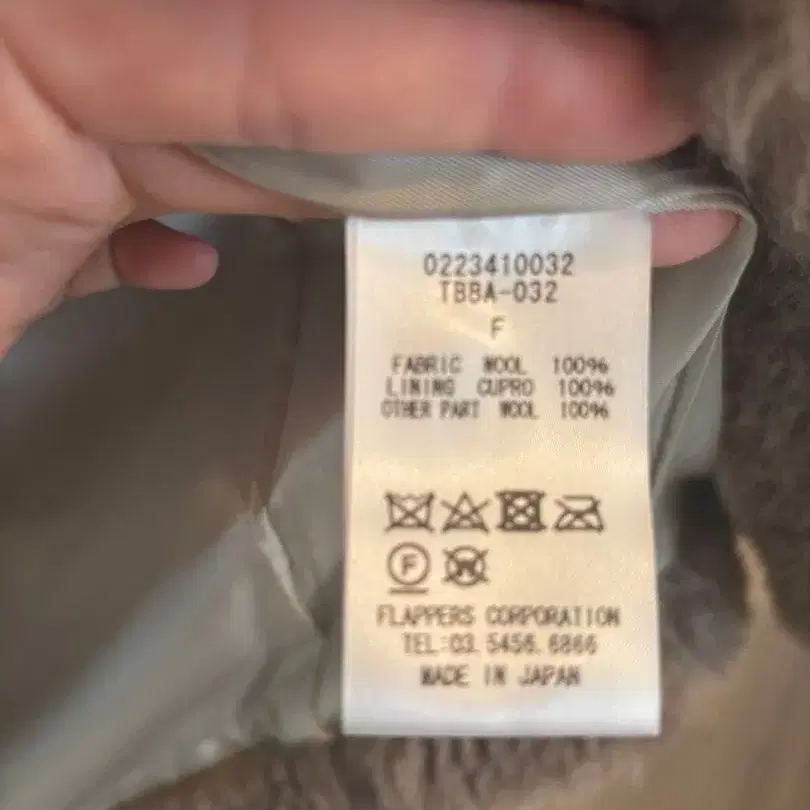 0223410032
TBBA-032
F
FABRIC WOOL 100%
LINING CUPRO 100%
OTHER PART WOOL 100%
F W
FLAPPERS CORPORATION
TEL:03.5456.6866
MADE IN JAPAN